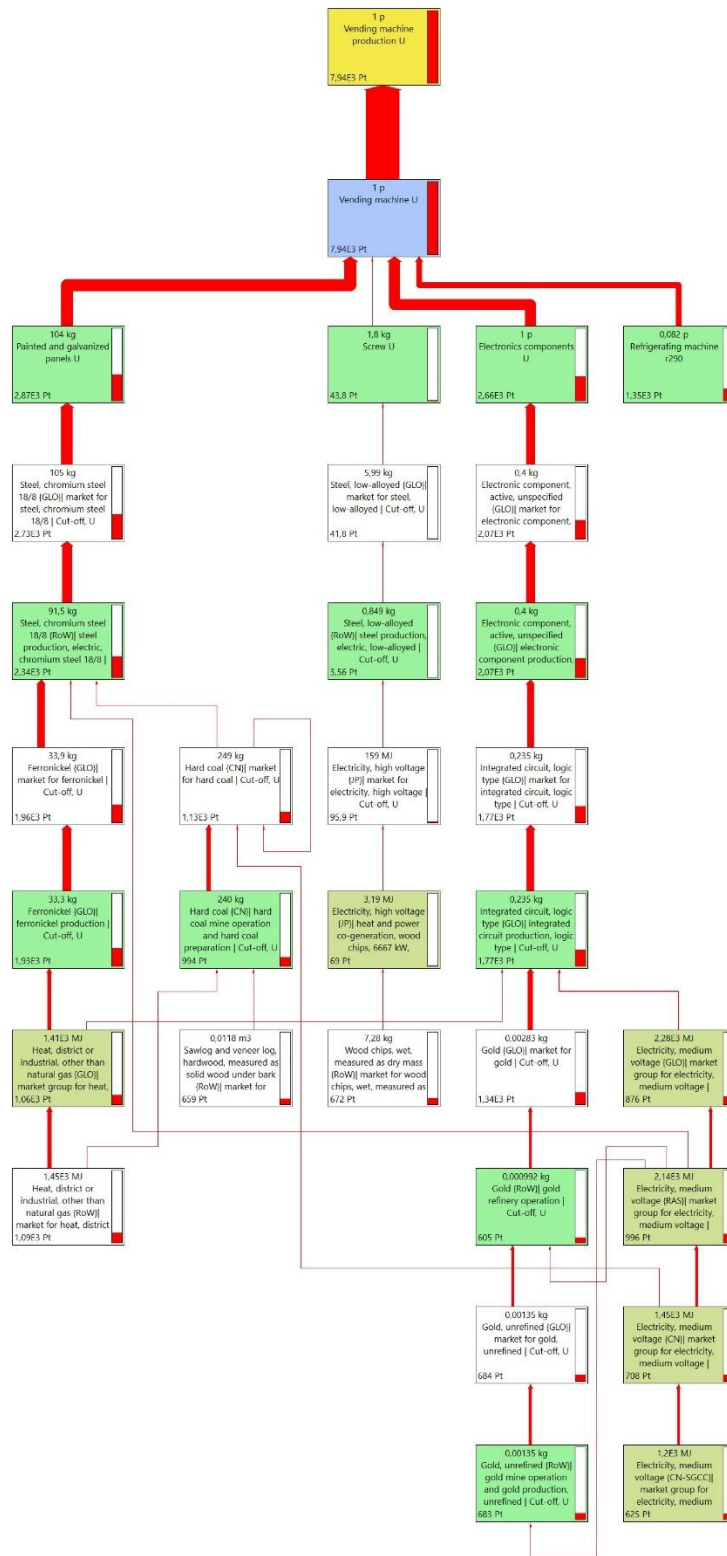 1 p
Vending machine
production U
7,94E3 Pt
1 p
Vending machine U
7,94E3 Pt
104 kg
Painted and galvanized
panels U
2,87E3 Pt
1,8 kg
Screw U
43,8 Pt
1 p
Electronics components
U
2,66E3 Pt
0,082 p
Refrigerating machine
r290
1,35E3 Pt
105 kg
Steel, chromium steel
18/8 {GLO}| market for
steel, chromium steel
18/8 | Cut-off, U
2,73E3 Pt
5,99 kg
Steel, low-alloyed {GLO}|
market for steel,
low-alloyed | Cut-off, U
41,8 Pt
0,4 kg
Electronic component,
active, unspecified
{GLO}| market for
electronic component,
2,07E3 Pt
91,5 kg
Steel, chromium steel
18/8 {RoW}| steel
production, electric,
chromium steel 18/8 |
2,34E3 Pt
0,849 kg
Steel, low-alloyed
{RoW}| steel production,
electric, low-alloyed |
Cut-off, U
3,56 Pt
0,4 kg
Electronic component,
active, unspecified
{GLO}| electronic
component production,
2,07E3 Pt
33,9 kg
Ferronickel {GLO}|
market for ferronickel |
Cut-off, U
1,96E3 Pt
249 kg
Hard coal {CN}| market
for hard coal | Cut-off, U
1,13E3 Pt
159 MJ
Electricity, high voltage
{JP}| market for
electricity, high voltage |
Cut-off, U
95,9 Pt
0,235 kg
Integrated circuit, logic
type {GLO}| market for
integrated circuit, logic
type | Cut-off, U
1,77E3 Pt
33,3 kg
Ferronickel {GLO}|
ferronickel production |
Cut-off, U
1,93E3 Pt
240 kg
Hard coal {CN}| hard
coal mine operation
and hard coal
preparation | Cut-off, U
994 Pt
3,19 MJ
Electricity, high voltage
{JP}| heat and power
co-generation, wood
chips, 6667 kW,
69 Pt
0,235 kg
Integrated circuit, logic
type {GLO}| integrated
circuit production, logic
type | Cut-off, U
1,77E3 Pt
1,41E3 MJ
Heat, district or
industrial, other than
natural gas {GLO}|
market group for heat,
1,06E3 Pt
0,0118 m3
Sawlog and veneer log,
hardwood, measured as
solid wood under bark
{RoW}| market for
659 Pt
7,28 kg
Wood chips, wet,
measured as dry mass
{RoW}| market for wood
chips, wet, measured as
672 Pt
0,00283 kg
Gold {GLO}| market for
gold | Cut-off, U
1,34E3 Pt
2,28E3 MJ
Electricity, medium
voltage {GLO}| market
group for electricity,
medium voltage |
876 Pt
1,45E3 MJ
Heat, district or
industrial, other than
natural gas {RoW}|
market for heat, district
1,09E3 Pt
0,000992 kg
Gold {RoW}| gold
refinery operation |
Cut-off, U
605 Pt
2,14E3 MJ
Electricity, medium
voltage {RAS}| market
group for electricity,
medium voltage |
996 Pt
0,00135 kg
Gold, unrefined {GLO}|
market for gold,
unrefined | Cut-off, U
684 Pt
1,45E3 MJ
Electricity, medium
voltage {CN}| market
group for electricity,
medium voltage |
708 Pt
0,00135 kg
Gold, unrefined {RoW}|
gold mine operation
and gold production,
unrefined | Cut-off, U
683 Pt
1,2E3 MJ
Electricity, medium
voltage {CN-SGCC}|
market group for
electricity, medium
625 Pt